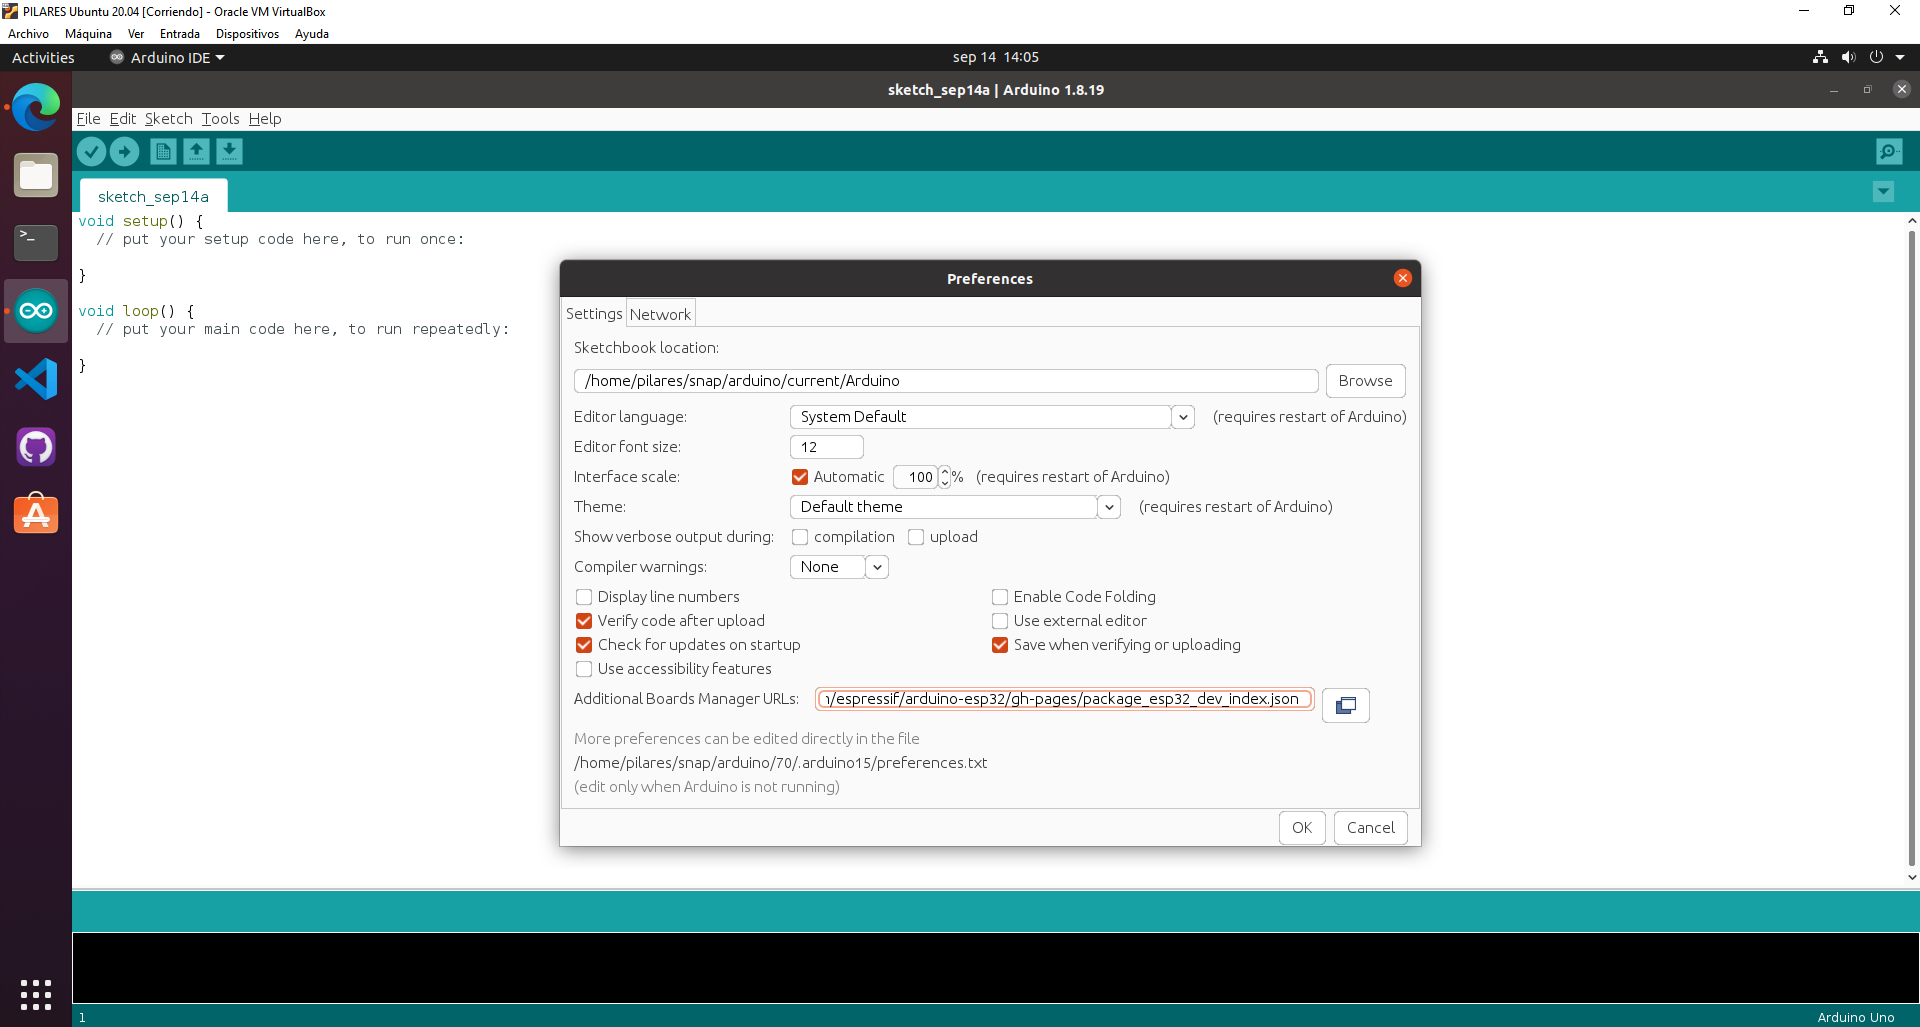 PILARES Ubuntu 20.04 [Corriendo] - Oracle VM VirtualBox
Archivo Máquina Ver Entrada Dispositivos Ayuda
Activities Arduino IDE sep 14 14:05
sketch_sep14a | Arduino 1.8.19
File Edit Sketch Tools Help
sketch_sep14a
void setup() {
// put your setup code here, to run once:
}
void loop() {
// put your main code here, to run repeatedly:
}
Preferences
Settings Network
Sketchbook location:
/home/pilares/snap/arduino/current/Arduino Browse
Editor language: System Default (requires restart of Arduino)
Editor font size: 12
Interface scale: Automatic 100 % (requires restart of Arduino)
Theme: Default theme (requires restart of Arduino)
Show verbose output during: compilation upload
Compiler warnings: None
Display line numbers Enable Code Folding
Verify code after upload Use external editor
Check for updates on startup Save when verifying or uploading
Use accessibility features
Additional Boards Manager URLs: /espressif/arduino-esp32/gh-pages/package_esp32_dev_index.json
More preferences can be edited directly in the file
/home/pilares/snap/arduino/70/.arduino15/preferences.txt
(edit only when Arduino is not running)
OK Cancel
1 Arduino Uno